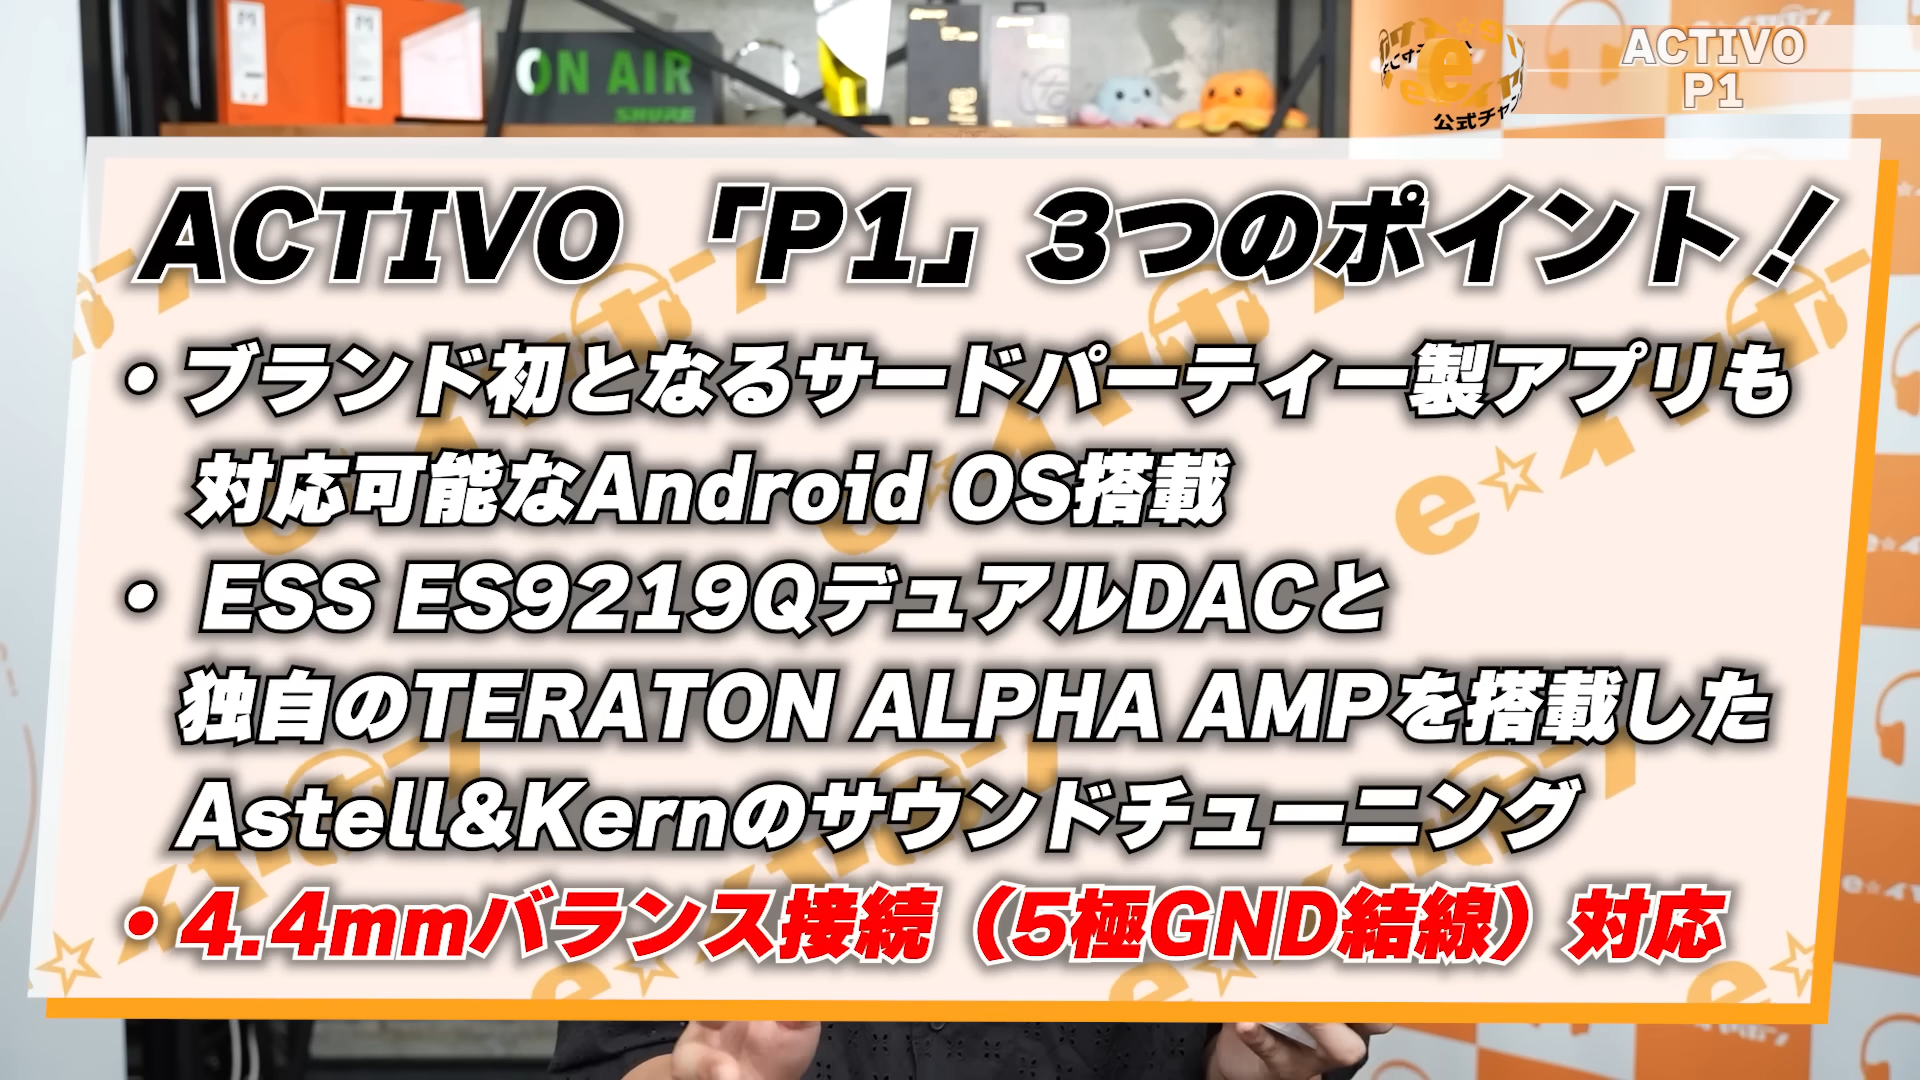 ON AIR
SHURE
公式チャン
ACTIVO
P1
ACTIVO「P1」3つのポイント！
・ブランド初となるサードパーティー製アプリも
対応可能なAndroid OS搭載
・ESS ES9219QデュアルDACと
独自のTERATON ALPHA AMPを搭載した
Astell&Kernのサウンドチューニング
・4.4mmバランス接続（5極GND結線）対応
e☆イヤホン